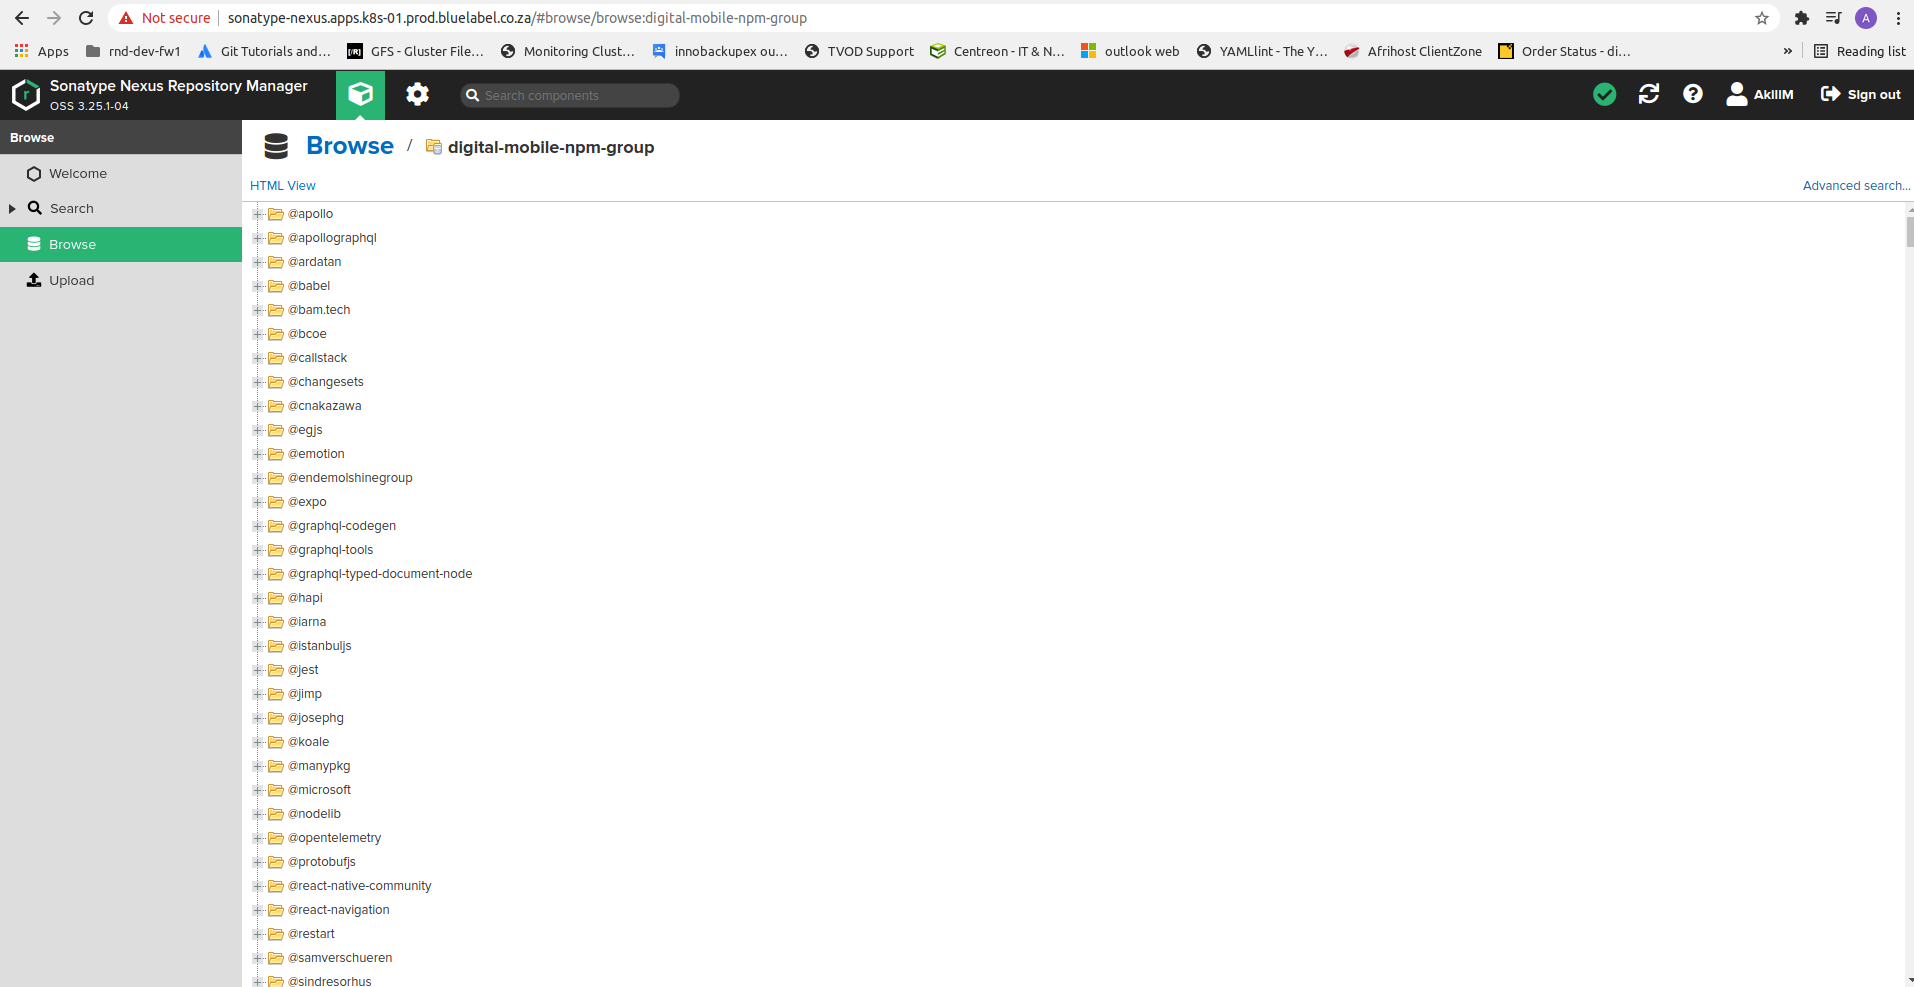 Not secure sonatype-nexus.apps.k8s-01.prod.bluelabel.co.za/#browse/browse:digital-mobile-npm-group A
Apps rnd-dev-fw1 Git Tutorials and... [/R] GFS - Gluster File... Monitoring Clust... innobackupex ou... TVOD Support Centreon - IT & N... outlook web YAMLlint - The Y... Afrihost ClientZone Order Status - di... » Reading list
Sonatype Nexus Repository Manager
OSS 3.25.1-04
Search components
AkillM Sign out
Browse
Welcome
Search
Browse
Upload
Browse / digital-mobile-npm-group
HTML View Advanced search...
@apollo
@apollographql
@ardatan
@babel
@bam.tech
@bcoe
@callstack
@changesets
@cnakazawa
@egjs
@emotion
@endemolshinegroup
@expo
@graphql-codegen
@graphql-tools
@graphql-typed-document-node
@hapi
@iarna
@istanbuljs
@jest
@jimp
@josephg
@koale
@manypkg
@microsoft
@nodelib
@opentelemetry
@protobufjs
@react-native-community
@react-navigation
@restart
@samverschueren
@sindresorhus